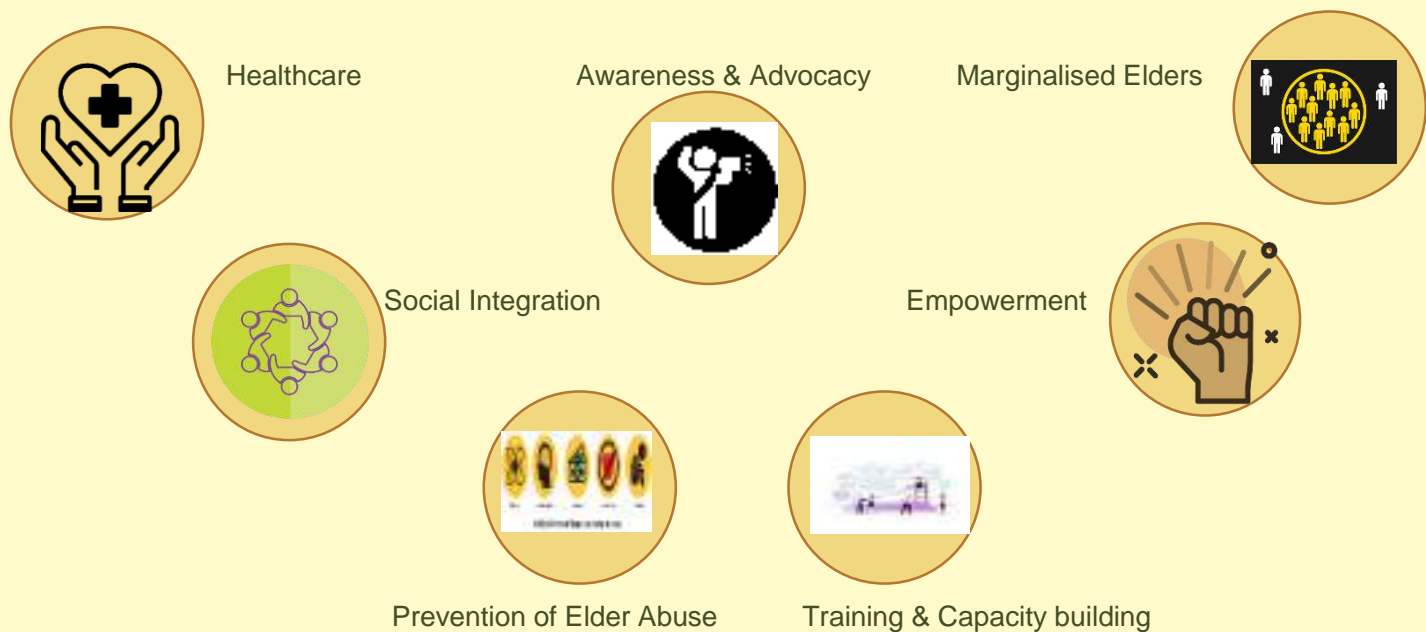 Healthcare
Awareness & Advocacy
Marginalised Elders
Social Integration
Empowerment
Prevention of Elder Abuse
Training & Capacity building